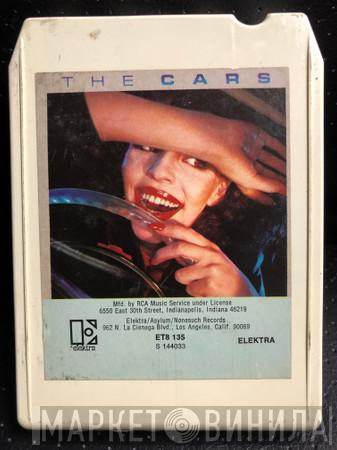 THE CARS
Mfd. by RCA Music Service under License
6550 East 30th Street, Indianapolis, Indiana 46219
Elektra/Asylum/Nonesuch Records
962 N. La Cienega Blvd., Los Angeles, Calif. 90069
elektra
ET8 135
S 144033
ELEKTRA
МАРКЕТ ВИНИЛА